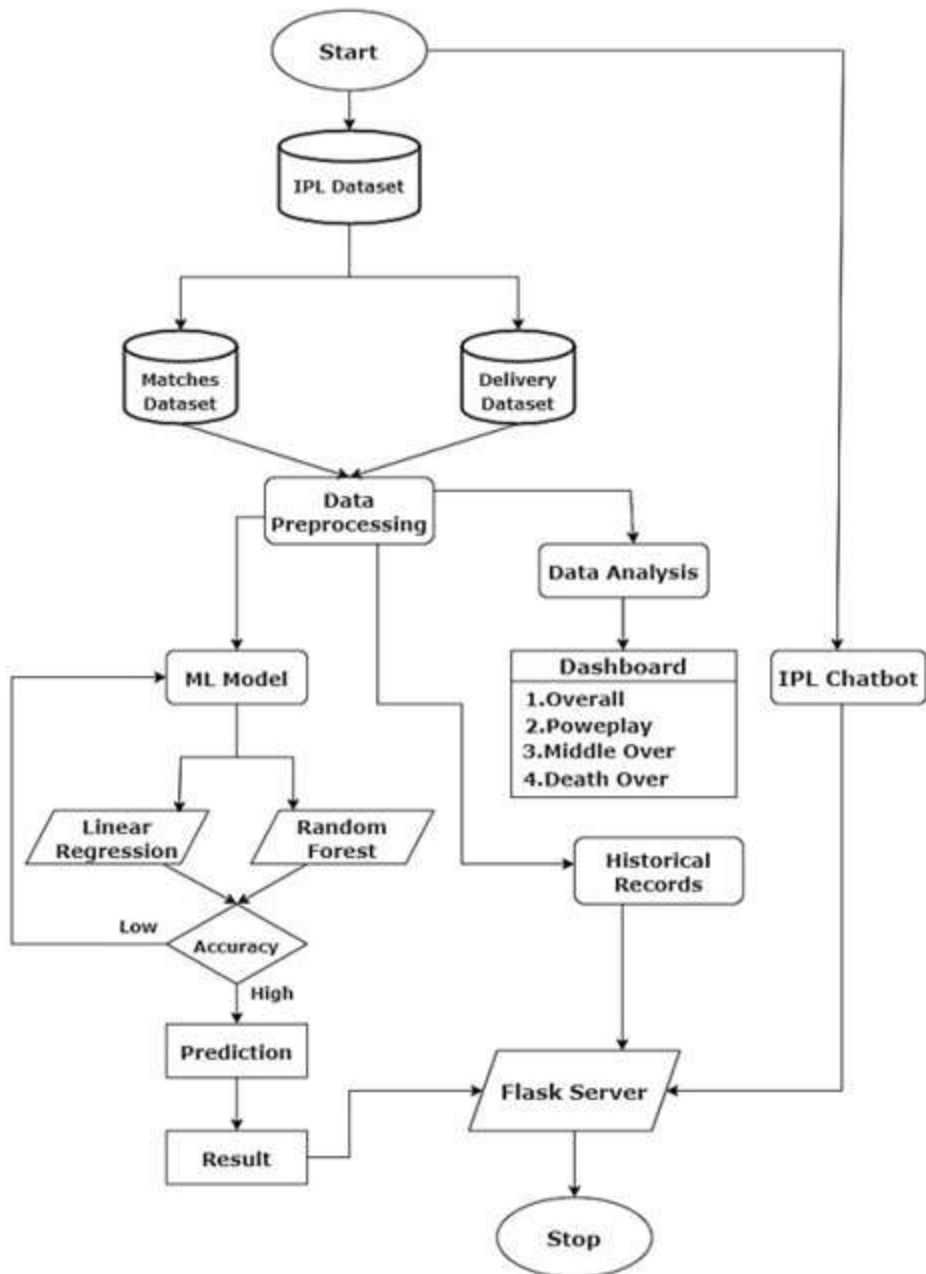 Start
IPL Dataset
Matches
Dataset
Delivery
Dataset
Data
Preprocessing
Data Analysis
ML Model
Dashboard
1.Overall
2.Poweplay
3.Middle Over
4.Death Over
IPL Chatbot
Linear
Regression
Random
Forest
Historical
Records
Low
Accuracy
High
Prediction
Flask Server
Result
Stop